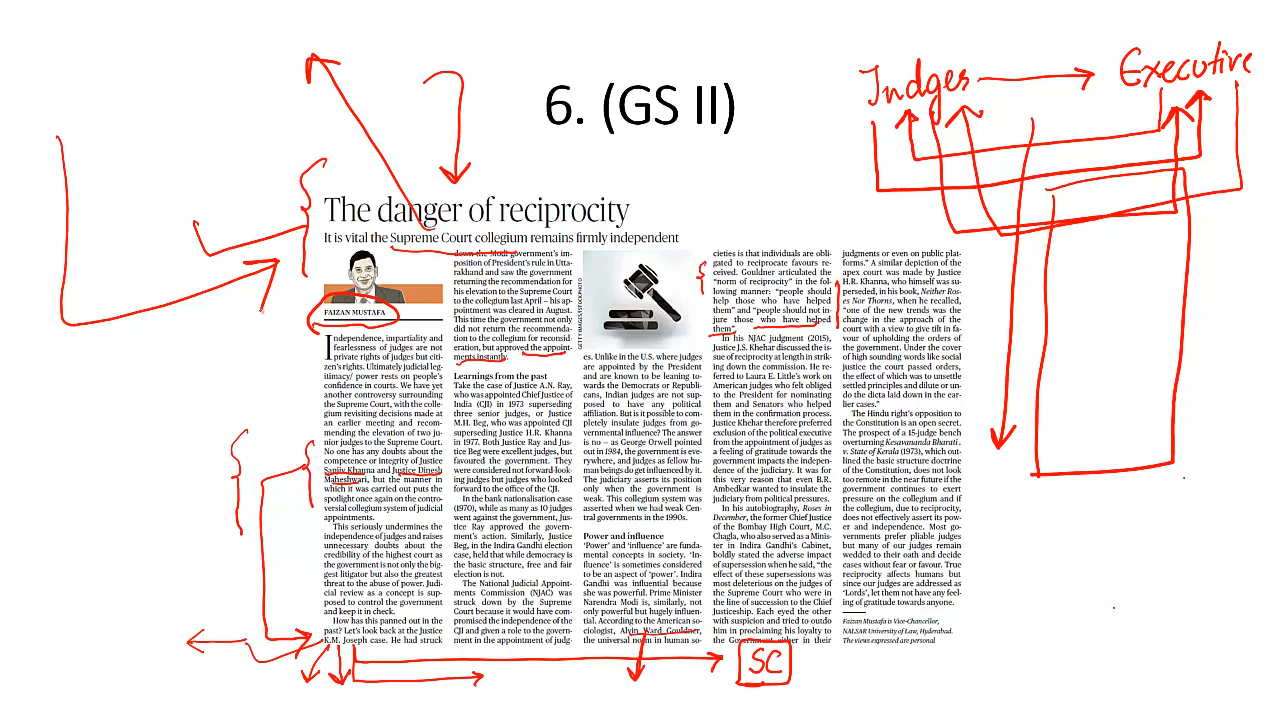 6. (GS II)
Judges
Executive
The danger of reciprocity
It is vital the Supreme Court collegium remains firmly independent
FAIZAN MUSTAFA
Independence, impartiality and
fearlessness of judges are not
private rights of judges but citi-
zen's rights. Ultimately judicial leg-
itimacy/ power rests on people's
confidence in courts. We have yet
another controversy surrounding
the Supreme Court, with the colle-
gium revisiting decisions made at
an earlier meeting and recom-
mending the elevation of two ju-
nior judges to the Supreme Court.
No one has any doubts about the
competence or integrity of Justice
Sanjiv Khanna and Justice Dinesh
Maheshwari, but the manner in
which it was carried out puts the
spotlight once again on the contro-
versial collegium system of judicial
appointments.
This seriously undermines the
independence of judges and raises
unnecessary doubts about the
credibility of the highest court as
the government is not only the big-
gest litigator but also the greatest
threat to the abuse of power. Judi-
cial review as a concept is sup-
posed to control the government
and keep it in check.
How has this panned out in the
past? Let's look back at the Justice
K.M. Joseph case. He had struck
down the Modi government's im-
position of President's rule in Utta-
rakhand and saw the government
returning the recommendation for
his elevation to the Supreme Court
to the collegium last April – his ap-
pointment was cleared in August.
This time the government not only
did not return the recommenda-
tion to the collegium for reconsid-
eration, but approved the appoint-
ments instantly.
Learnings from the past
Take the case of Justice A.N. Ray,
who was appointed Chief Justice of
India (CJI) in 1973 superseding
three senior judges, or Justice
M.H. Beg, who was appointed CJI
superseding Justice H.R. Khanna
in 1977. Both Justice Ray and Jus-
tice Beg were excellent judges, but
favoured the government. They
were considered not forward-look-
ing judges but judges who looked
forward to the office of the CJI.
In the bank nationalisation case
(1970), while as many as 10 judges
went against the government, Jus-
tice Ray approved the govern-
ment's action. Similarly, Justice
Beg, in the Indira Gandhi election
case, held that while democracy is
the basic structure, free and fair
election is not.
The National Judicial Appoint-
ments Commission (NJAC) was
struck down by the Supreme
Court because it would have com-
promised the independence of the
CJI and given a role to the govern-
ment in the appointment of judg-
GETTY IMAGES/ISTOCKPHOTO
es. Unlike in the U.S. where judges
are appointed by the President
and are known to be leaning to-
wards the Democrats or Republi-
cans, Indian judges are not sup-
posed to have any political
affiliation. But is it possible to com-
pletely insulate judges from go-
vernmental influence? The answer
is no – as George Orwell pointed
out in 1984, the government is ev-
erywhere, and judges as fellow hu-
man beings do get influenced by it.
The judiciary asserts its position
only when the government is
weak. This collegium system was
asserted when we had weak Cen-
tral governments in the 1990s.
Power and influence
'Power' and 'influence' are funda-
mental concepts in society. 'In-
fluence' is sometimes considered
to be an aspect of 'power'. Indira
Gandhi was influential because
she was powerful. Prime Minister
Narendra Modi is, similarly, not
only powerful but hugely influen-
tial. According to the American so-
ciologist, Alvin Ward Gouldner,
the universal norm in human so-
cieties is that individuals are obli-
gated to reciprocate favours re-
ceived. Gouldner articulated the
"norm of reciprocity" in the fol-
lowing manner: "people should
help those who have helped
them" and "people should not in-
jure those who have helped
them".
In his NJAC judgment (2015),
Justice J.S. Khehar discussed the is-
sue of reciprocity at length in strik-
ing down the commission. He re-
ferred to Laura E. Little's work on
American judges who felt obliged
to the President for nominating
them and Senators who helped
them in the confirmation process.
Justice Khehar therefore preferred
exclusion of the political executive
from the appointment of judges as
a feeling of gratitude towards the
government impacts the indepen-
dence of the judiciary. It was for
this very reason that even B.R.
Ambedkar wanted to insulate the
judiciary from political pressures.
In his autobiography, Roses in
December, the former Chief Justice
of the Bombay High Court, M.C.
Chagla, who also served as a Minis-
ter in Indira Gandhi's Cabinet,
boldly stated the adverse impact
of supersession when he said, "the
effect of these supersessions was
most deleterious on the judges of
the Supreme Court who were in
the line of succession to the Chief
Justiceship. Each eyed the other
with suspicion and tried to outdo
him in proclaiming his loyalty to
the Government either in their
judgments or even on public plat-
forms." A similar depiction of the
apex court was made by Justice
H.R. Khanna, who himself was su-
perseded, in his book, Neither Ros-
es Nor Thorns, when he recalled,
"one of the new trends was the
change in the approach of the
court with a view to give tilt in fa-
vour of upholding the orders of
the government. Under the cover
of high sounding words like social
justice the court passed orders,
the effect of which was to unsettle
settled principles and dilute or un-
do the dicta laid down in the ear-
lier cases."
The Hindu right's opposition to
the Constitution is an open secret.
The prospect of a 15-judge bench
overturning Kesavananda Bharati v.
State of Kerala (1973), which out-
lined the basic structure doctrine
of the Constitution, does not look
too remote in the near future if the
government continues to exert
pressure on the collegium and if
the collegium, due to reciprocity,
does not effectively assert its pow-
er and independence. Most go-
vernments prefer pliable judges
but many of our judges remain
wedded to their oath and decide
cases without fear or favour. True
reciprocity affects humans but
since our judges are addressed as
'Lords', let them not have any feel-
ing of gratitude towards anyone.
Faizan Mustafa is Vice-Chancellor,
NALSAR University of Law, Hyderabad.
The views expressed are personal
SC